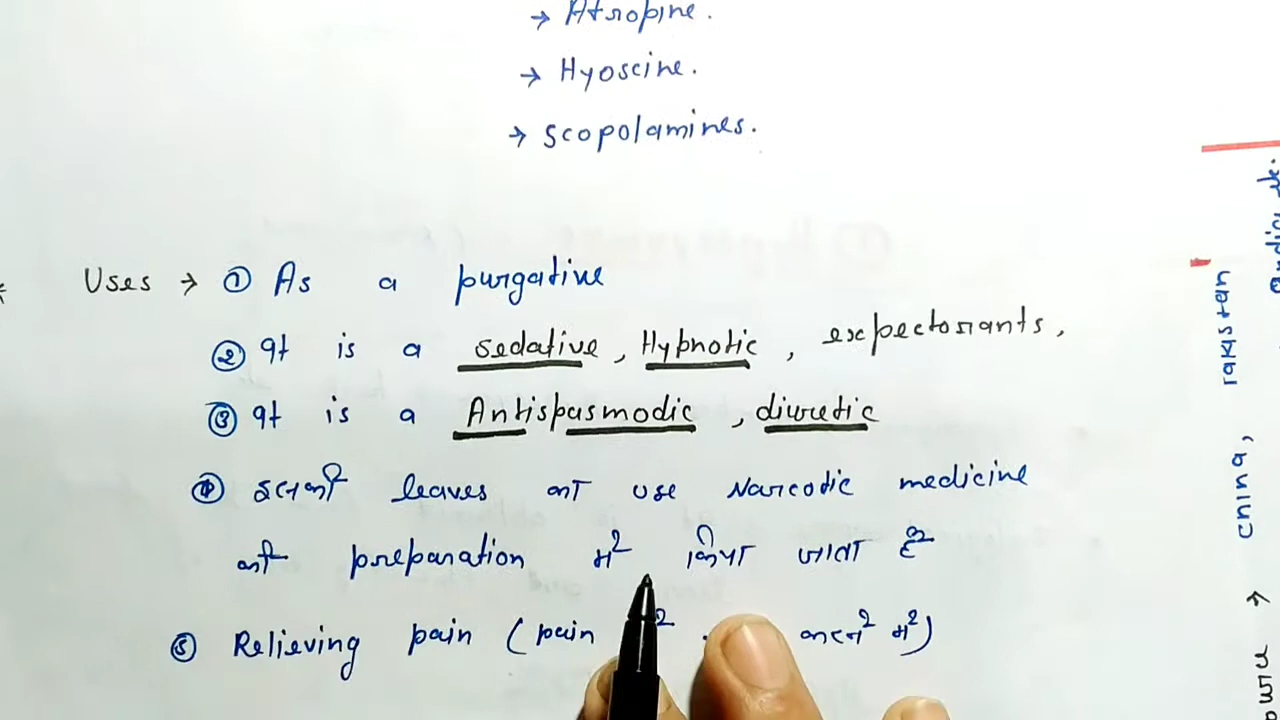 → Atropine.
→ Hyoscine.
→ Scopolamines.
Uses → ① As a purgative
② It is a sedative, Hypnotic, expectorants,
③ It is a Antispasmodic, diuretic
④ इसकी leaves का use Narcotic medicine
की preparation में किया जाता है
⑤ Relieving pain (pain करने में)
china, Pakistan